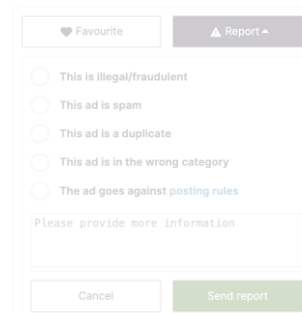 Favourite
Report
This is illegal/fraudulent
This ad is spam
This ad is a duplicate
This ad is in the wrong category
The ad goes against posting rules
Please provide more information
Cancel
Send report